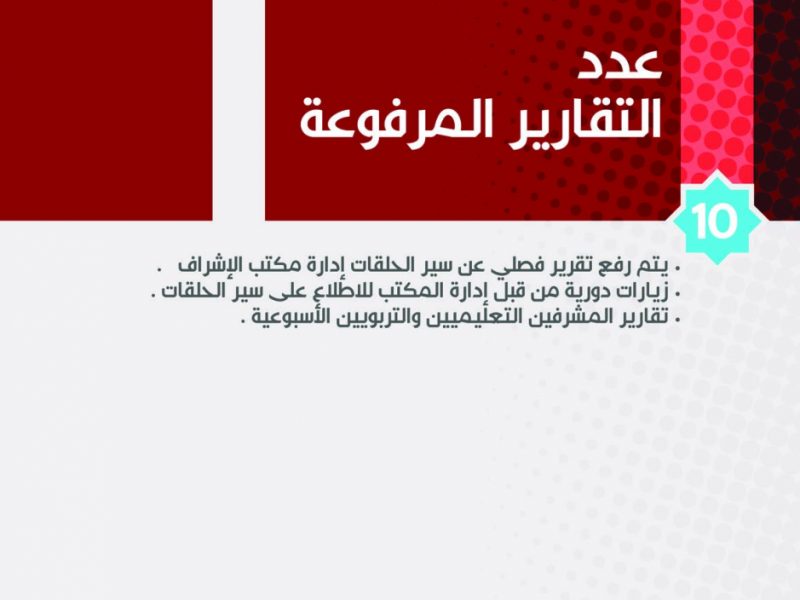 عدد
التقارير المرفوعة
10
• يتم رفع تقرير فصلي عن سير الحلقات إدارة مكتب الإشراف .
• زيارات دورية من قبل إدارة المكتب للاطلاع على سير الحلقات .
• تقارير المشرفين التعليميين والتربويين الأسبوعية .